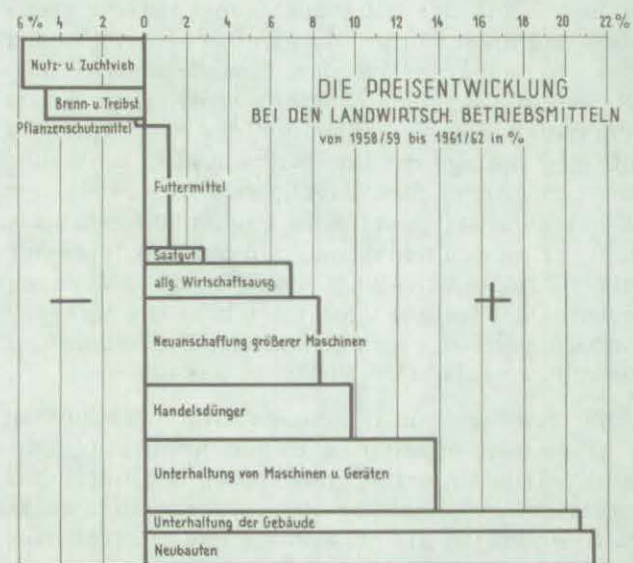 6 % 4 2 0 2 4 6 8 10 12 14 16 18 20 22 %
Nutz- u. Zuchtvieh
Brenn- u. Treibst.
Pflanzenschutzmittel
DIE PREISENTWICKLUNG
BEI DEN LANDWIRTSCH. BETRIEBSMITTELN
von 1958/59 bis 1961/62 in %
Futtermittel
Saatgut
allg. Wirtschaftsausg.
— +
Neuanschaffung größerer Maschinen
Handelsdünger
Unterhaltung von Maschinen u. Geräten
Unterhaltung der Gebäude
Neubauten